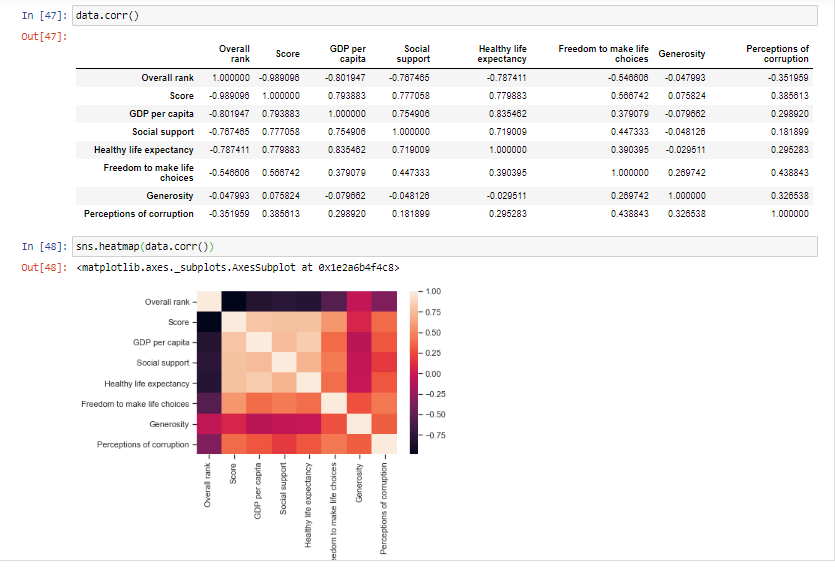 In [47]: data.corr()
Out[47]:
Overall rank Score GDP per capita Social support Healthy life expectancy Freedom to make life choices Generosity Perceptions of corruption
Overall rank 1.000000 -0.989096 -0.801947 -0.767465 -0.787411 -0.546606 -0.047993 -0.351959
Score -0.989096 1.000000 0.793883 0.777058 0.779883 0.566742 0.075824 0.385613
GDP per capita -0.801947 0.793883 1.000000 0.754906 0.835462 0.379079 -0.079662 0.298920
Social support -0.767465 0.777058 0.754906 1.000000 0.719009 0.447333 -0.048126 0.181899
Healthy life expectancy -0.787411 0.779883 0.835462 0.719009 1.000000 0.390395 -0.029511 0.295283
Freedom to make life choices -0.546606 0.566742 0.379079 0.447333 0.390395 1.000000 0.269742 0.438843
Generosity -0.047993 0.075824 -0.079662 -0.048126 -0.029511 0.269742 1.000000 0.326538
Perceptions of corruption -0.351959 0.385613 0.298920 0.181899 0.295283 0.438843 0.326538 1.000000
In [48]: sns.heatmap(data.corr())
Out[48]: <matplotlib.axes._subplots.AxesSubplot at 0x1e2a6b4f4c8>
Overall rank
Score
GDP per capita
Social support
Healthy life expectancy
Freedom to make life choices
Generosity
Perceptions of corruption
1.00
0.75
0.50
0.25
0.00
-0.25
-0.50
-0.75
Overall rank
Score
GDP per capita
Social support
Healthy life expectancy
edom to make life choices
Generosity
Perceptions of corruption